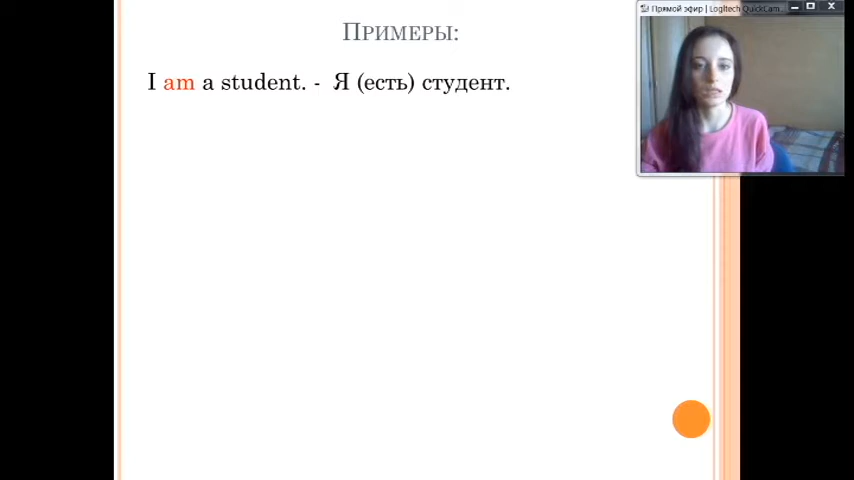 ПРИМЕРЫ:
I am a student. - Я (есть) студент.
Прямой эфир | Logitech QuickCam...